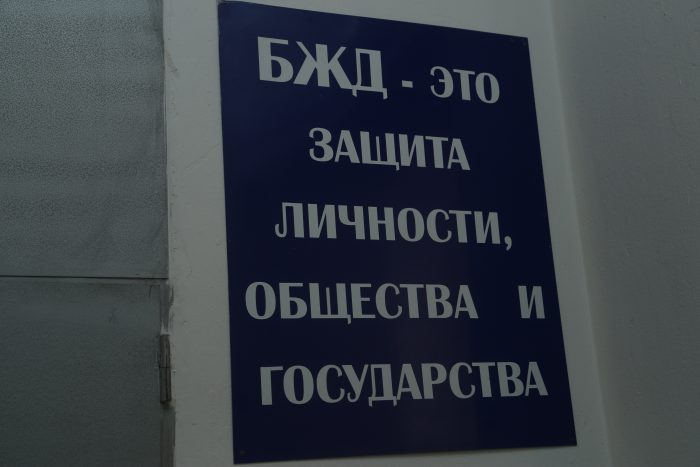 БЖД - ЭТО
ЗАЩИТА
ЛИЧНОСТИ,
ОБЩЕСТВА И
ГОСУДАРСТВА